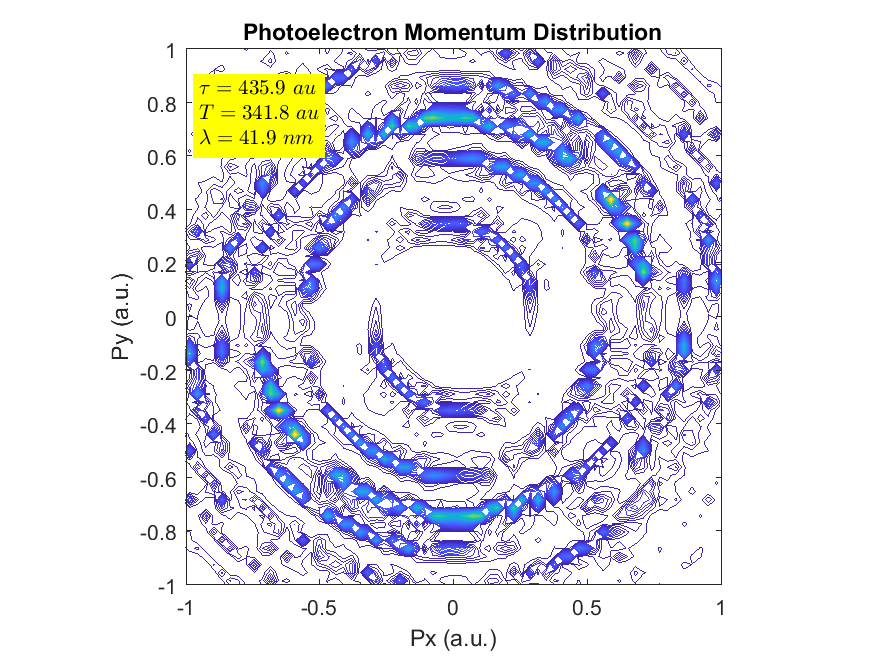 Photoelectron Momentum Distribution
τ = 435.9 au
T = 341.8 au
λ = 41.9 nm
1
0.8
0.6
0.4
0.2
0
-0.2
-0.4
-0.6
-0.8
-1
Py (a.u.)
-1
-0.5
0
0.5
1
Px (a.u.)